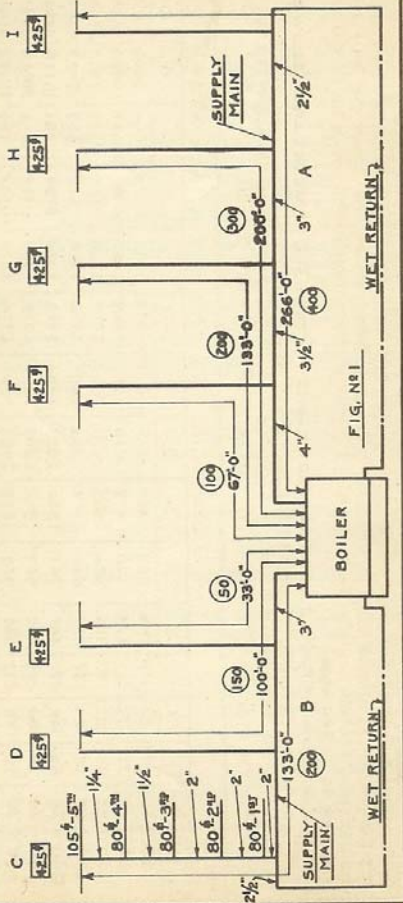 C D E F G H I
425# 425# 425# 425# 425# 425# 425#
105#-5TH
1¼"
80#-4TH
1½"
80#-3RD
2"
80#-2ND
2"
80#-1ST
2"
2½"
50
33'-0"
150
100'-0"
133'-0"
200
100
67'-0"
200
133'-0"
300
200'-0"
266'-0"
400
SUPPLY MAIN
SUPPLY MAIN
B
3"
4"
3½"
3"
A
2½"
BOILER
FIG. Nº1
WET RETURN
WET RETURN